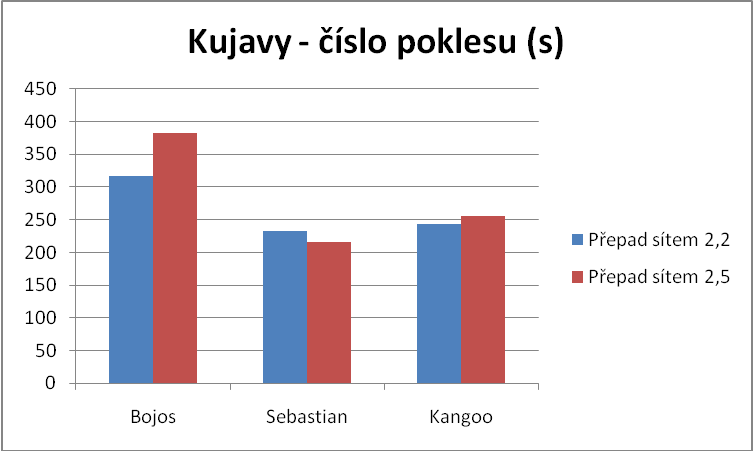 Kujavy - číslo poklesu (s)
450
400
350
300
250
200
150
100
50
0
Bojos Sebastian Kangoo
Přepad sítem 2,2
Přepad sítem 2,5